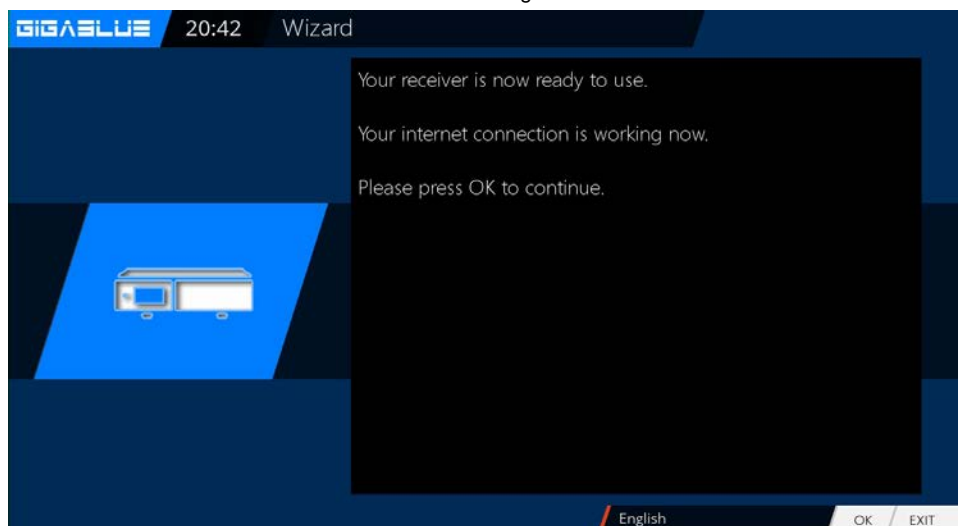 GIGABLUE 20:42 Wizard
Your receiver is now ready to use.
Your internet connection is working now.
Please press OK to continue.
English OK EXIT